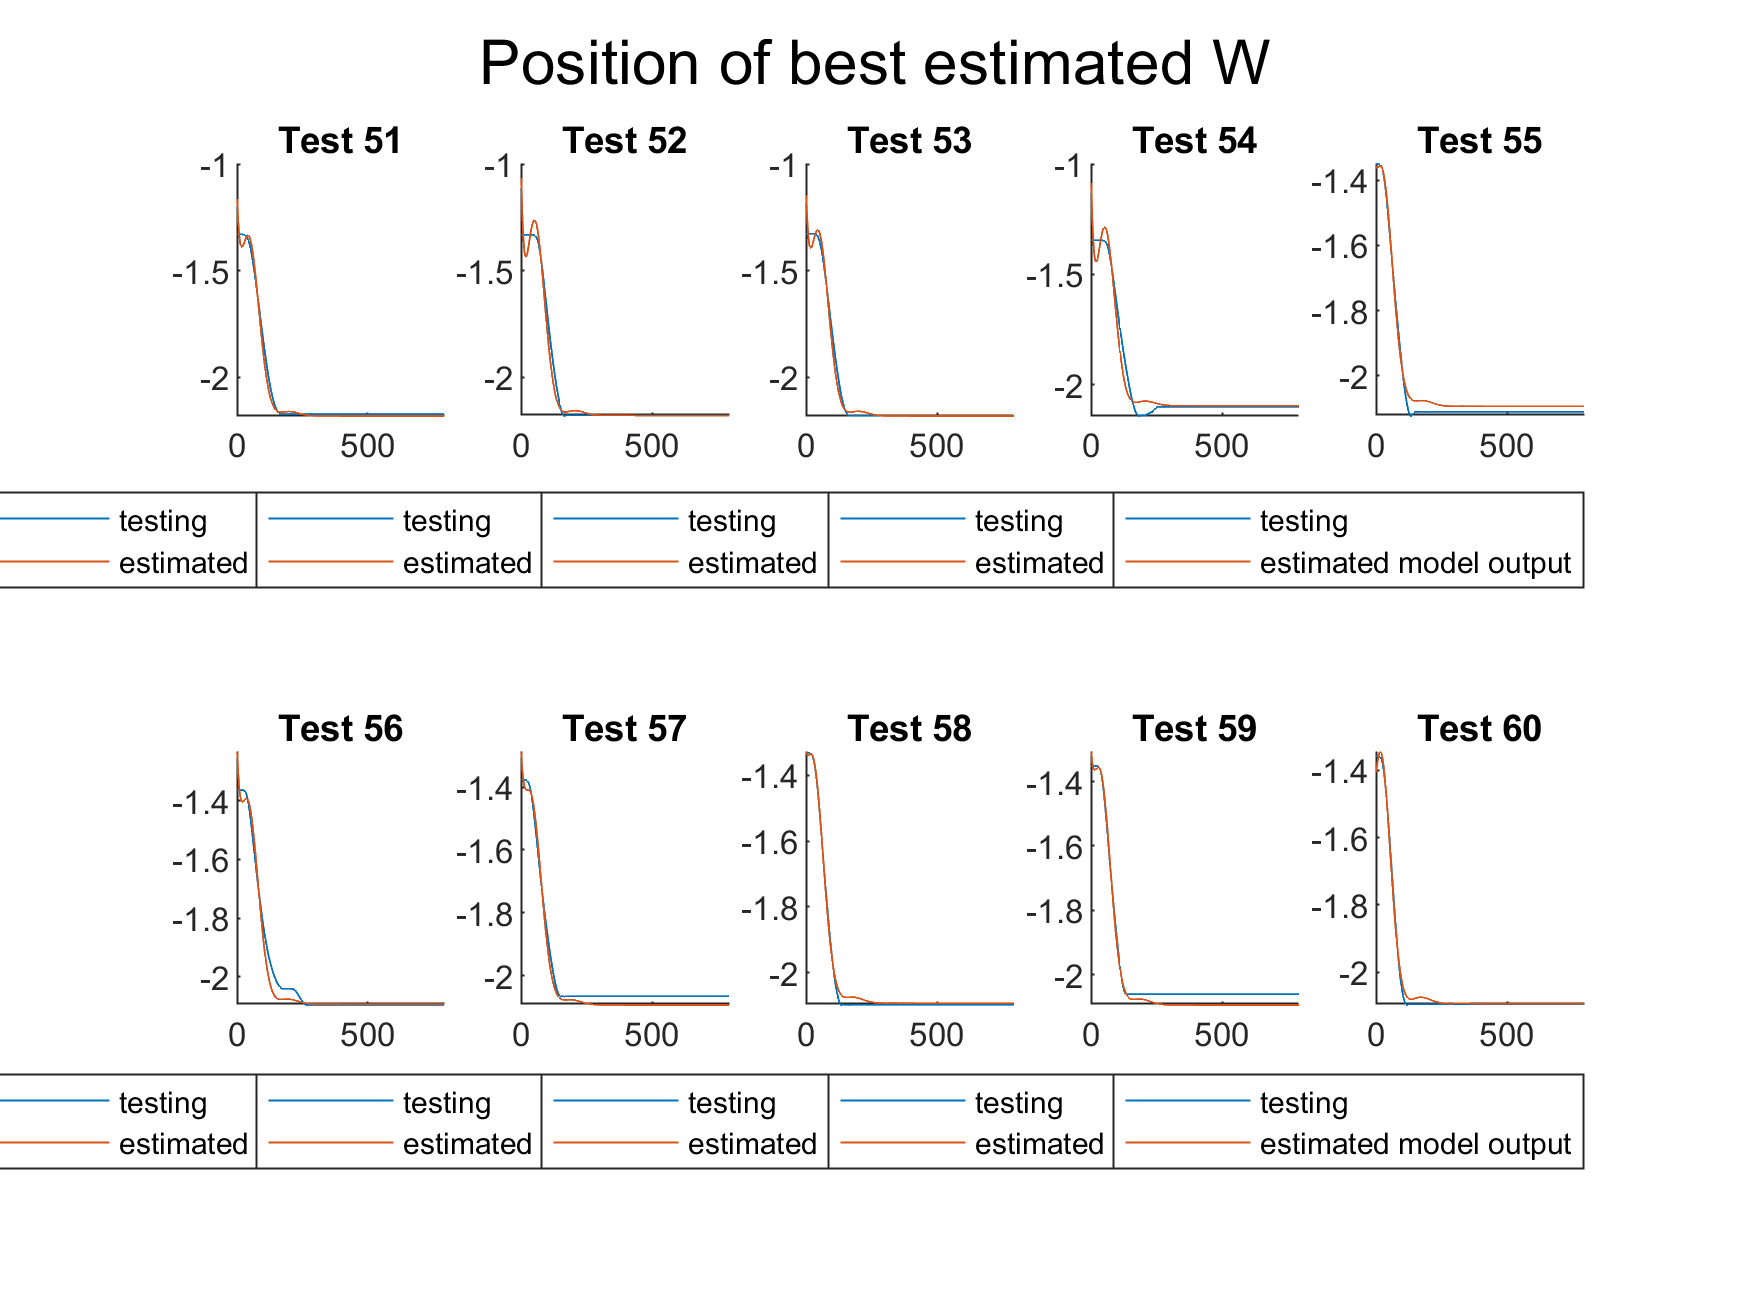 Position of best estimated W
Test 51 Test 52 Test 53 Test 54 Test 55
-1 -1 -1 -1 -1.4
-1.5 -1.5 -1.5 -1.5 -1.6
-1.8
-2 -2 -2 -2 -2
0 500 0 500 0 500 0 500 0 500
testing testing testing testing testing
estimated estimated estimated estimated estimated model output
Test 56 Test 57 Test 58 Test 59 Test 60
-1.4 -1.4 -1.4 -1.4 -1.4
-1.6 -1.6 -1.6 -1.6 -1.6
-1.8 -1.8 -1.8 -1.8 -1.8
-2 -2 -2 -2 -2
0 500 0 500 0 500 0 500 0 500
testing testing testing testing testing
estimated estimated estimated estimated estimated model output